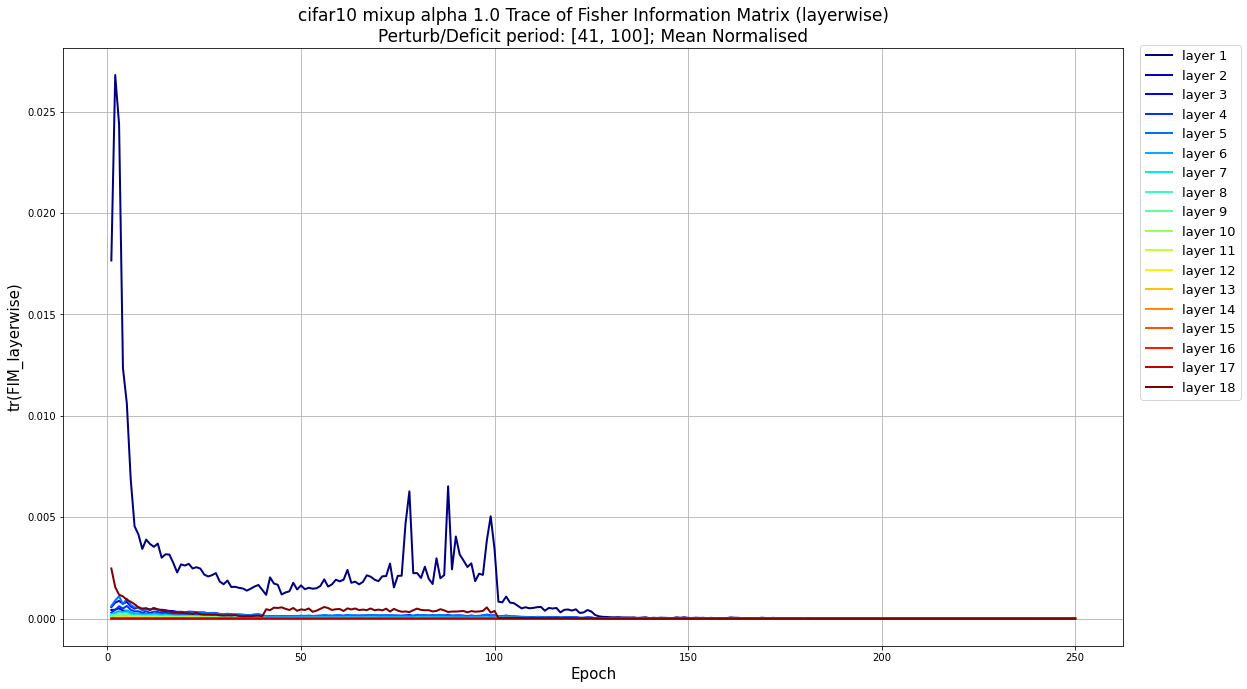 cifar10 mixup alpha 1.0 Trace of Fisher Information Matrix (layerwise)
Perturb/Deficit period: [41, 100]; Mean Normalised
layer 1
layer 2
layer 3
layer 4
layer 5
layer 6
layer 7
layer 8
layer 9
layer 10
layer 11
layer 12
layer 13
layer 14
layer 15
layer 16
layer 17
layer 18
tr(FIM_layerwise)
0.025
0.020
0.015
0.010
0.005
0.000
0
50
100
150
200
250
Epoch